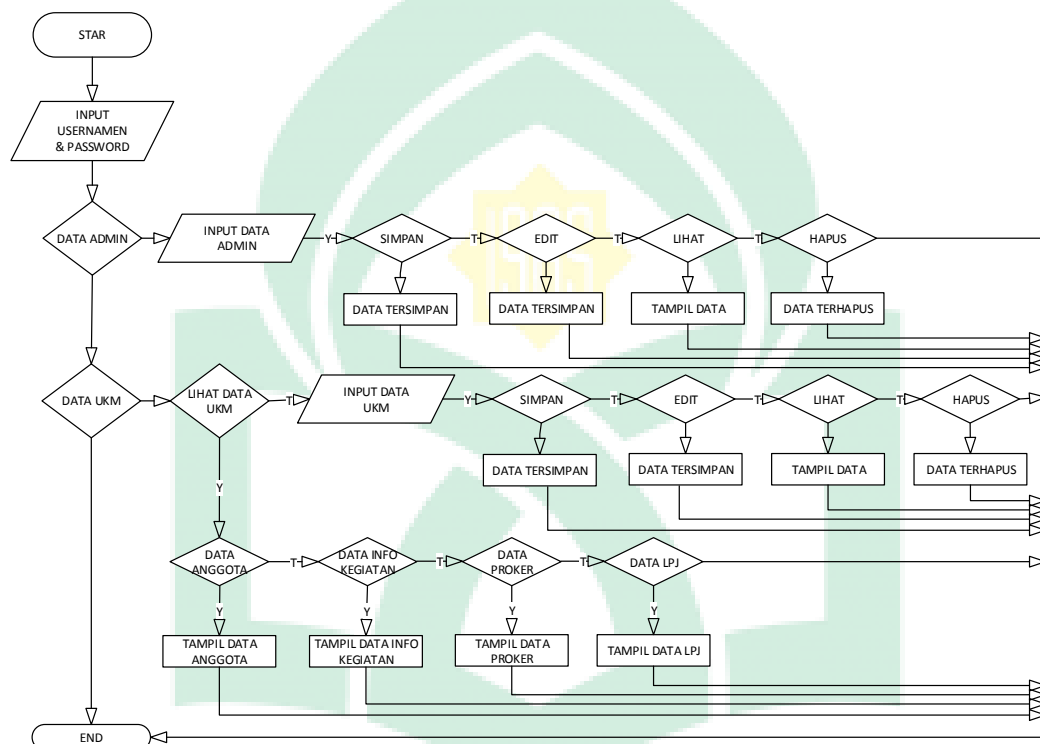 STAR
INPUT
USERNAMEN
& PASSWORD
DATA ADMIN
INPUT DATA
ADMIN
Y
SIMPAN
T
EDIT
T
LIHAT
T
HAPUS
DATA TERSIMPAN
DATA TERSIMPAN
TAMPIL DATA
DATA TERHAPUS
DATA UKM
LIHAT DATA
UKM
T
INPUT DATA
UKM
Y
SIMPAN
T
EDIT
T
LIHAT
T
HAPUS
DATA TERSIMPAN
DATA TERSIMPAN
TAMPIL DATA
DATA TERHAPUS
Y
DATA
ANGGOTA
T
DATA INFO
KEGIATAN
T
DATA
PROKER
T
DATA LPJ
Y
Y
Y
Y
TAMPIL DATA
ANGGOTA
TAMPIL DATA INFO
KEGIATAN
TAMPIL DATA
PROKER
TAMPIL DATA LPJ
END